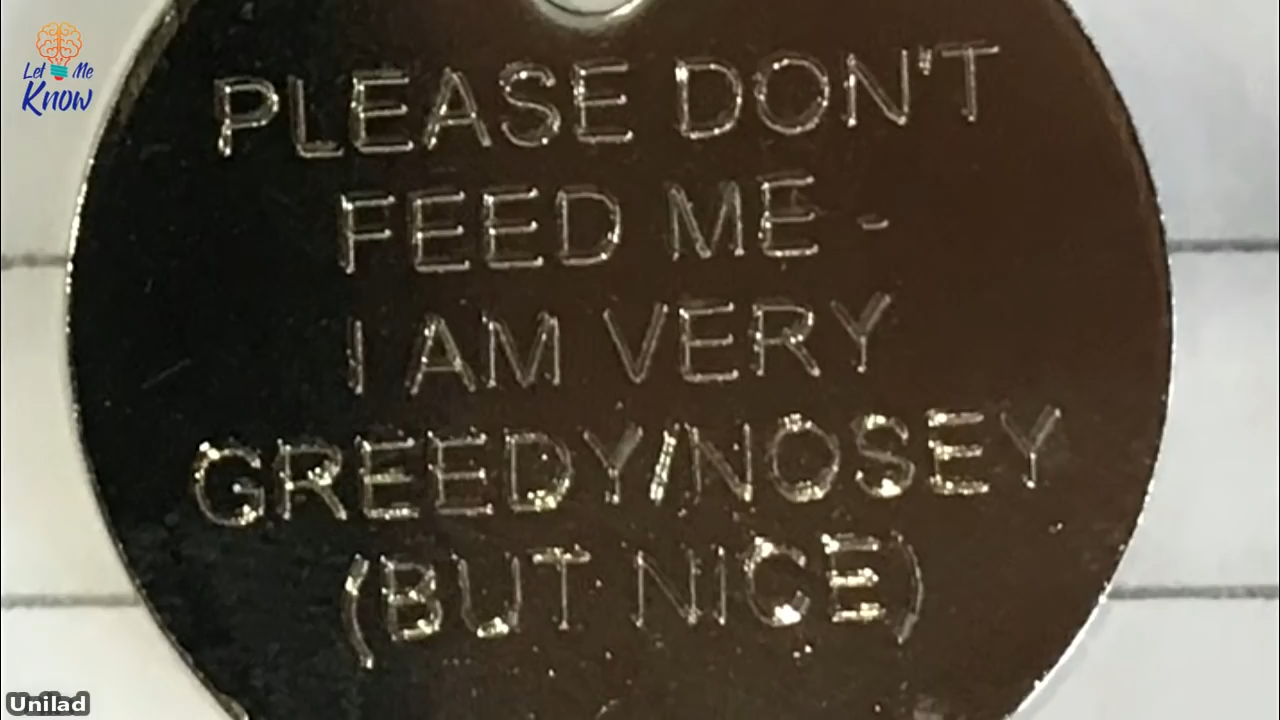 Let Me
Know
PLEASE DON'T
FEED ME -
I AM VERY
GREEDY/NOSEY
(BUT NICE)
Unilad